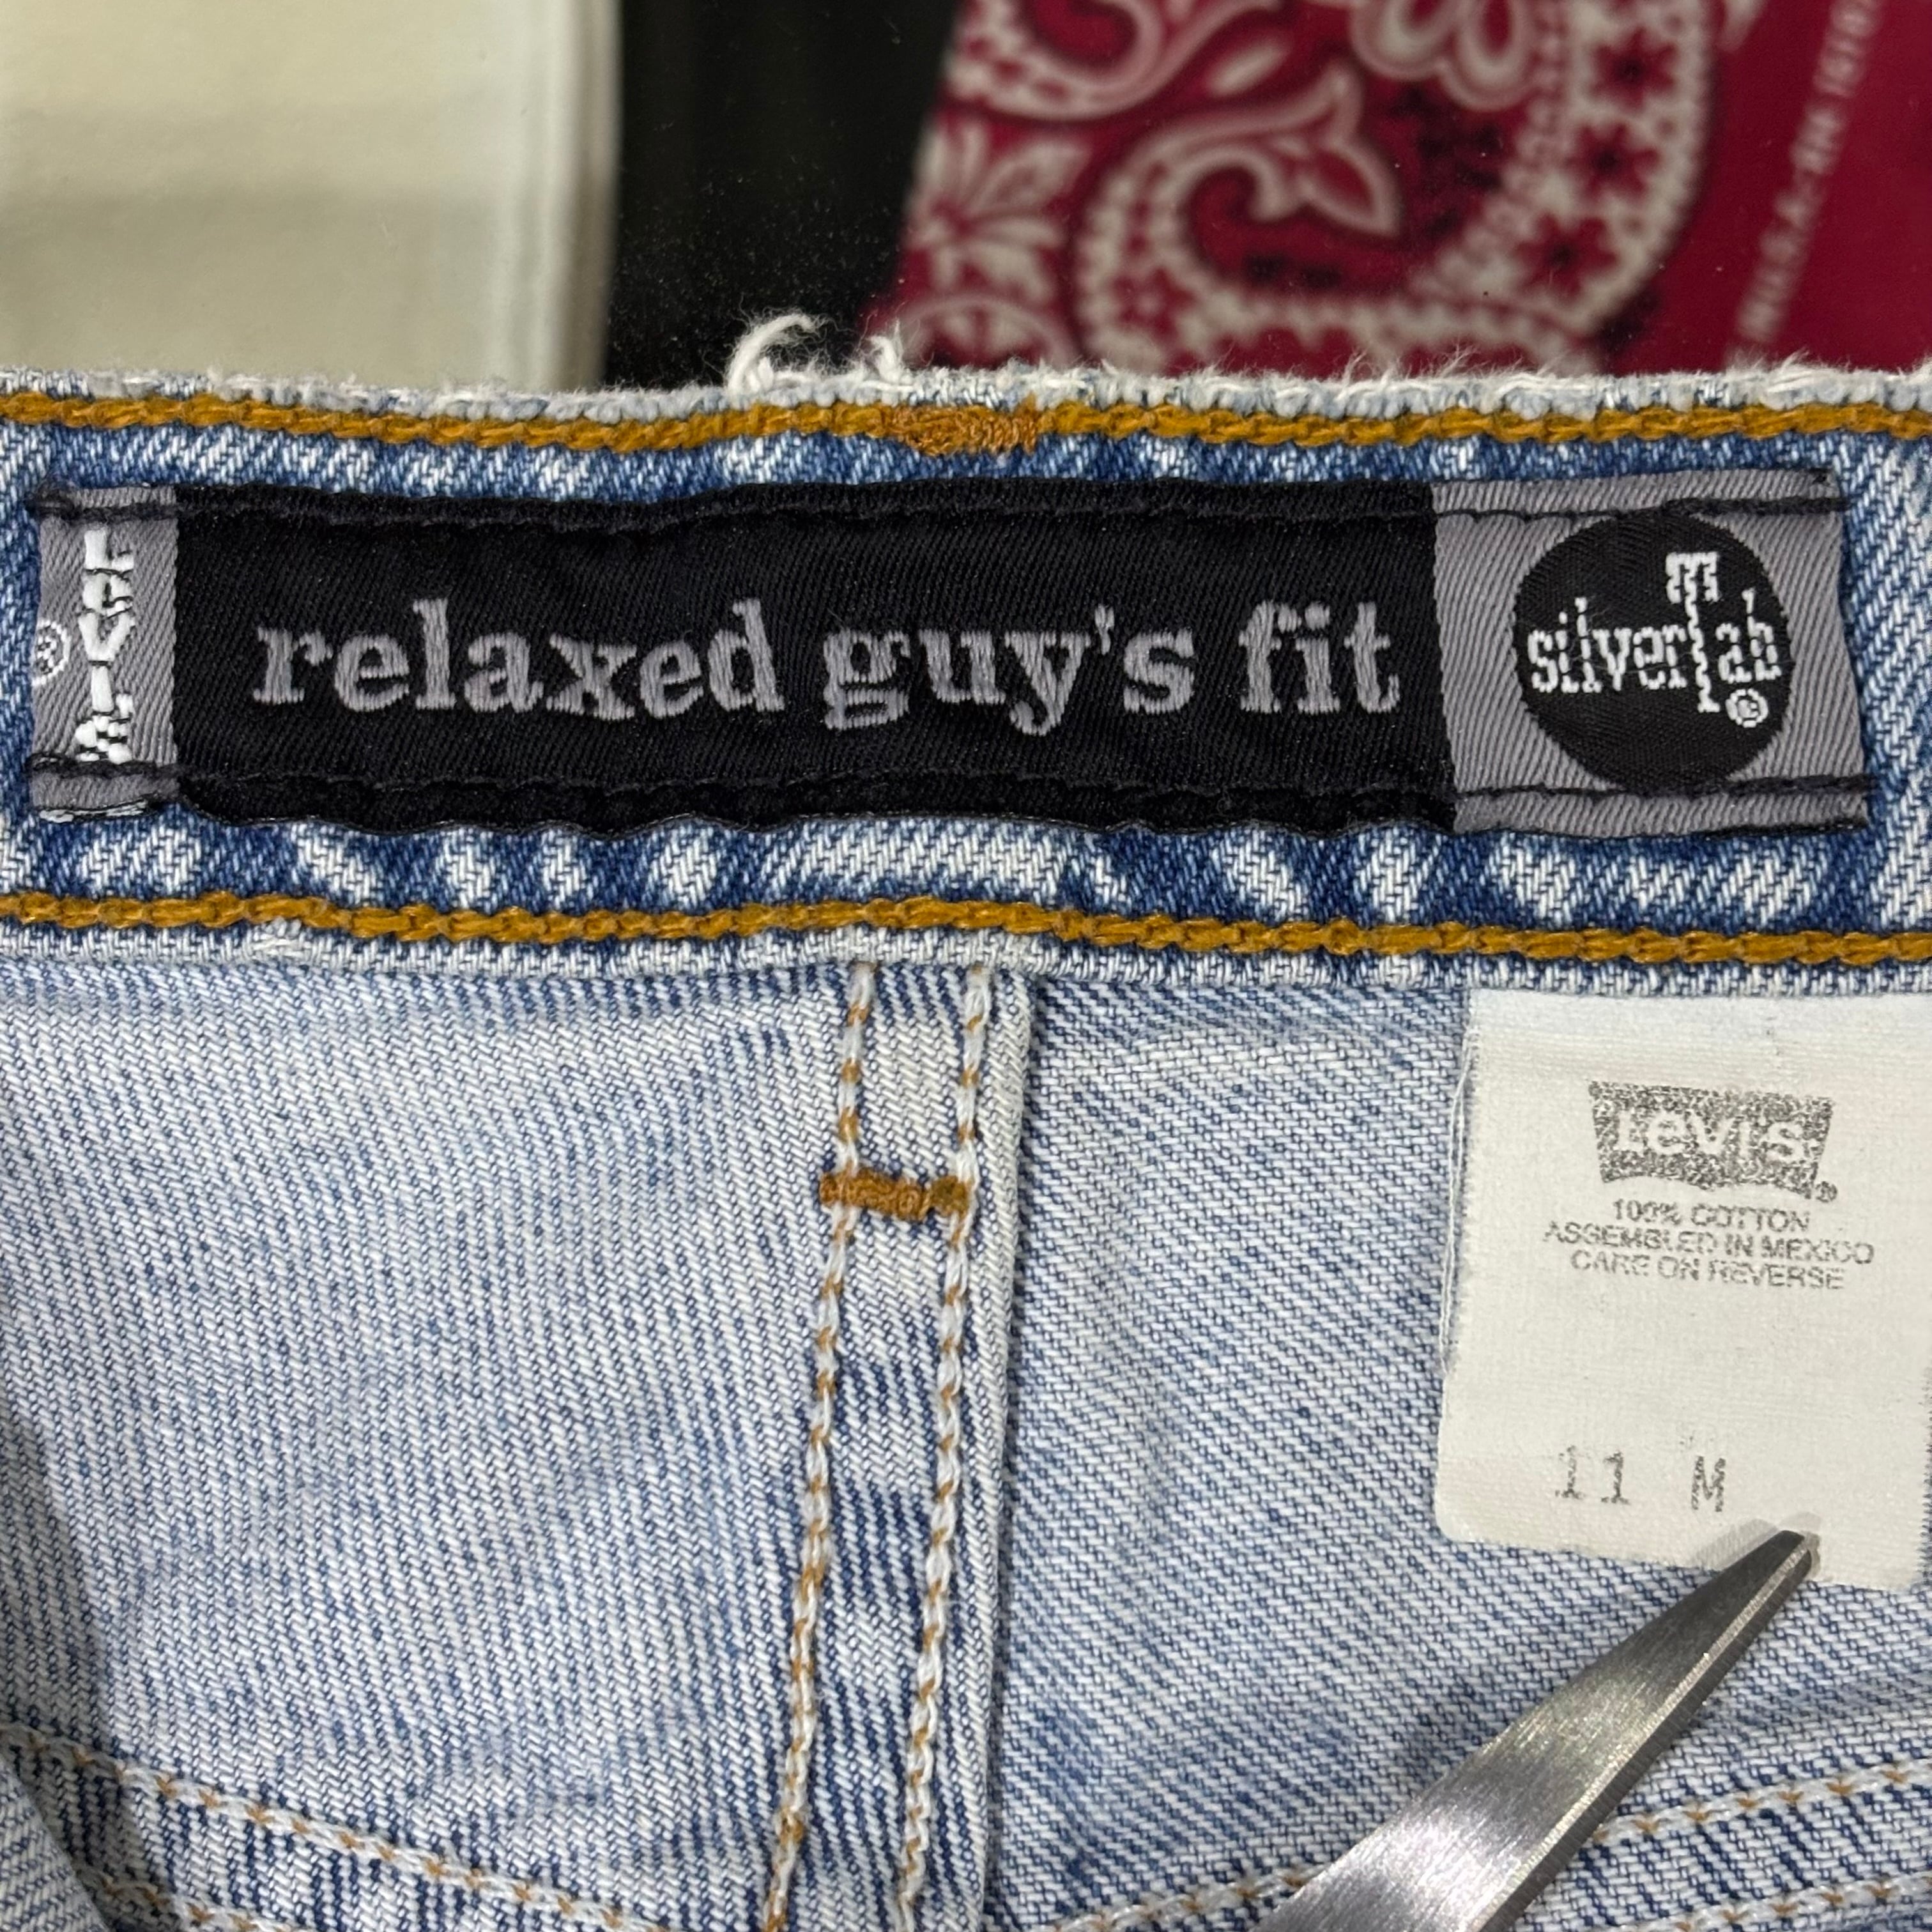 LEVI'S
®
relaxed guy's fit
silverTab
®
Levi's®
100% COTTON
ASSEMBLED IN MEXICO
CARE ON REVERSE
11 M